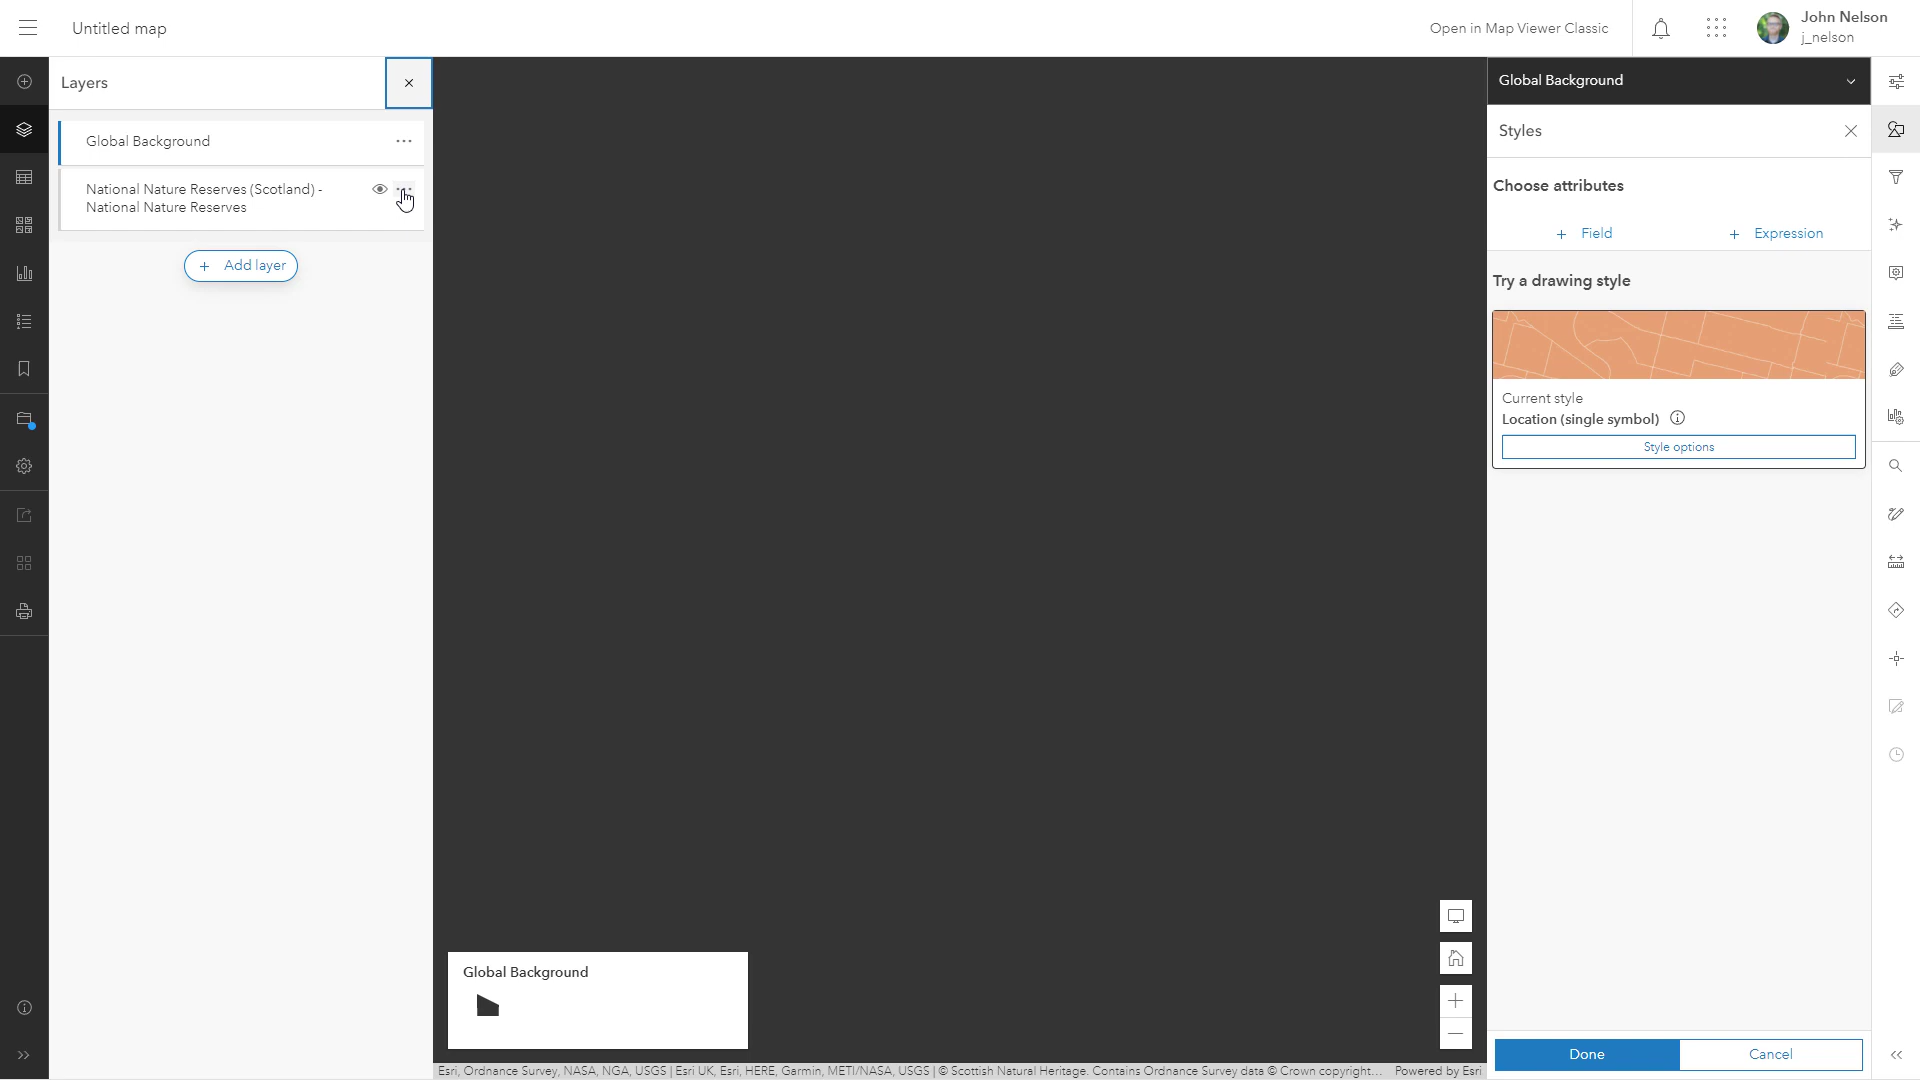 Untitled map
Open in Map Viewer Classic
John Nelson
j_nelson
Layers
Global Background
National Nature Reserves (Scotland) -
National Nature Reserves
Add layer
Global Background
Styles
Choose attributes
Field
Expression
Try a drawing style
Current style
Location (single symbol)
Style options
Global Background
Done
Cancel
Esri, Ordnance Survey, NASA, NGA, USGS | Esri UK, Esri, HERE, Garmin, METI/NASA, USGS | © Scottish Natural Heritage. Contains Ordnance Survey data © Crown copyright... Powered by Esri